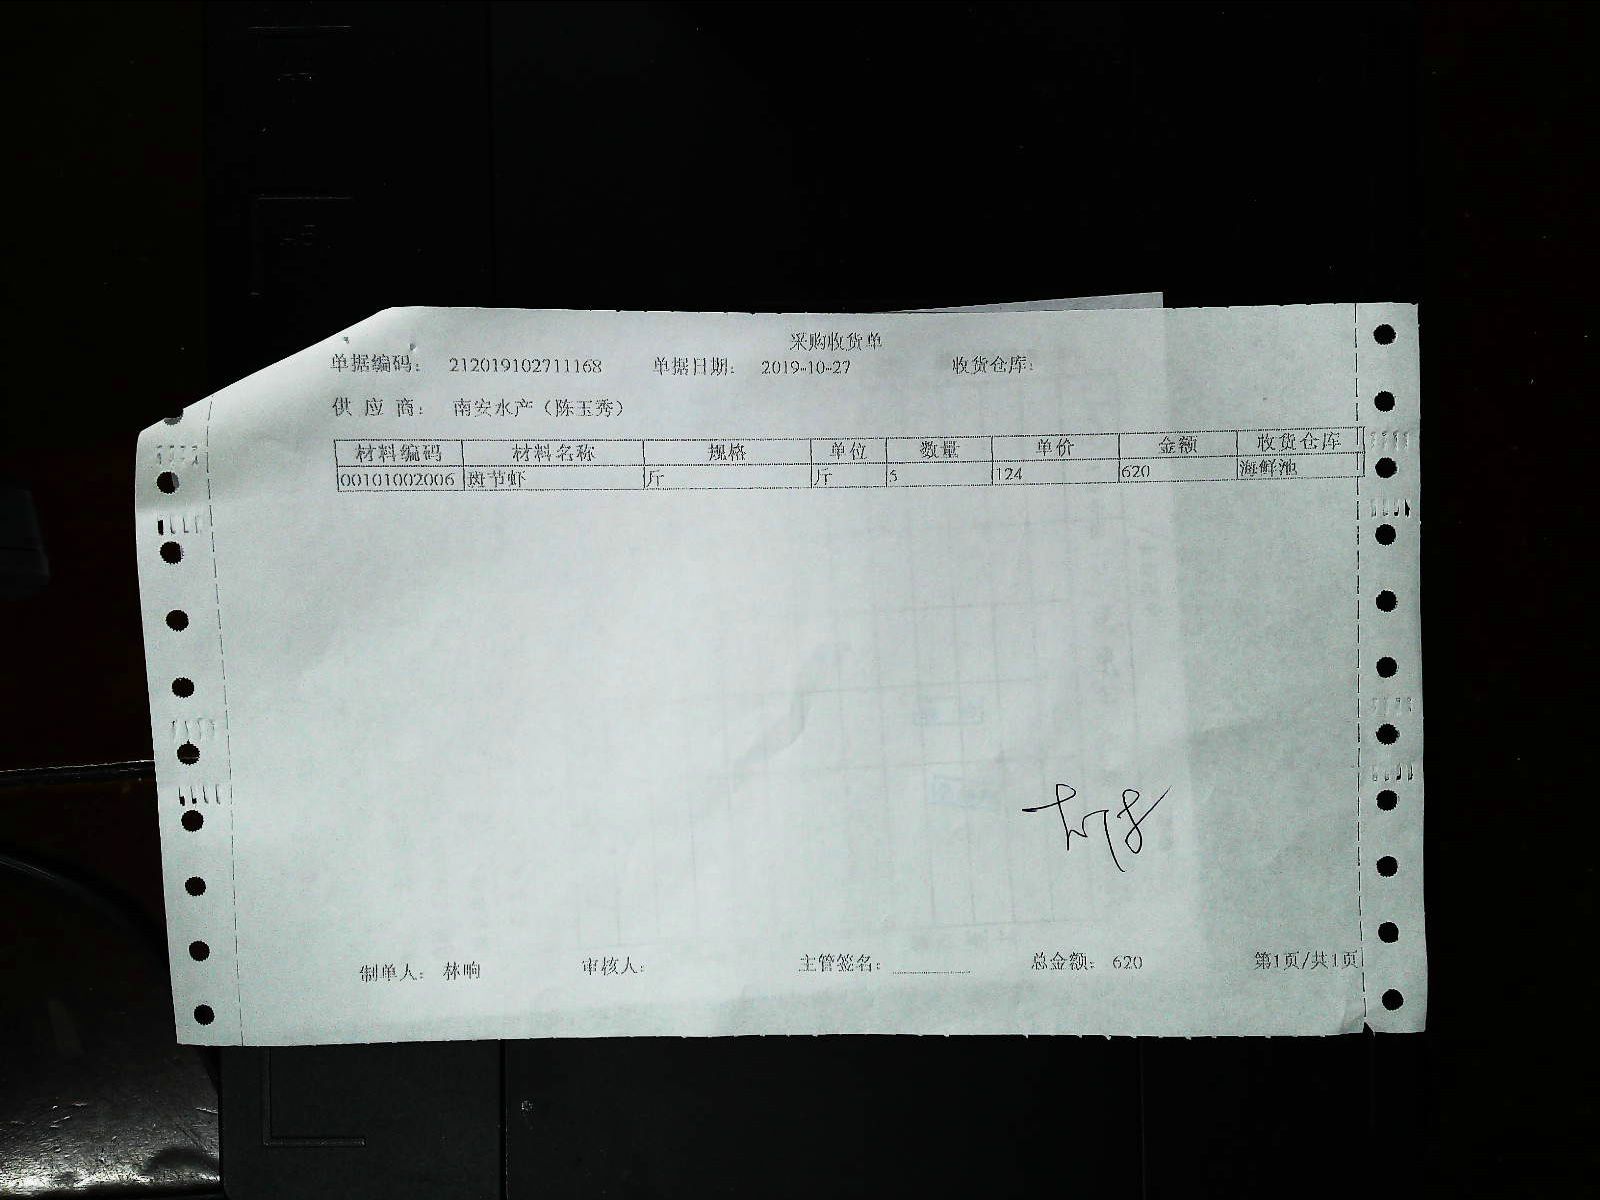 采购收货单
单据编码： 212019102711168 单据日期： 2019-10-27 收货仓库：
供 应 商： 南安水产（陈玉秀）
材料编码 材料名称 规格 单位 数量 单价 金额 收货仓库
00101002006 斑节虾 斤 斤 5 124 620 海鲜池
制单人： 林响 审核人： 主管签名： 总金额： 620 第1页/共1页